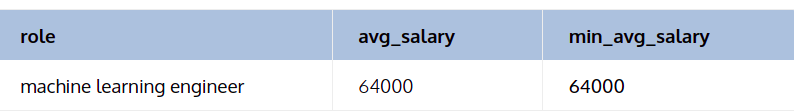 role avg_salary min_avg_salary
machine learning engineer 64000 64000